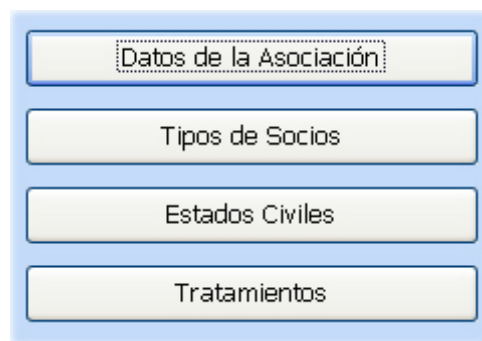 Datos de la Asociación
Tipos de Socios
Estados Civiles
Tratamientos